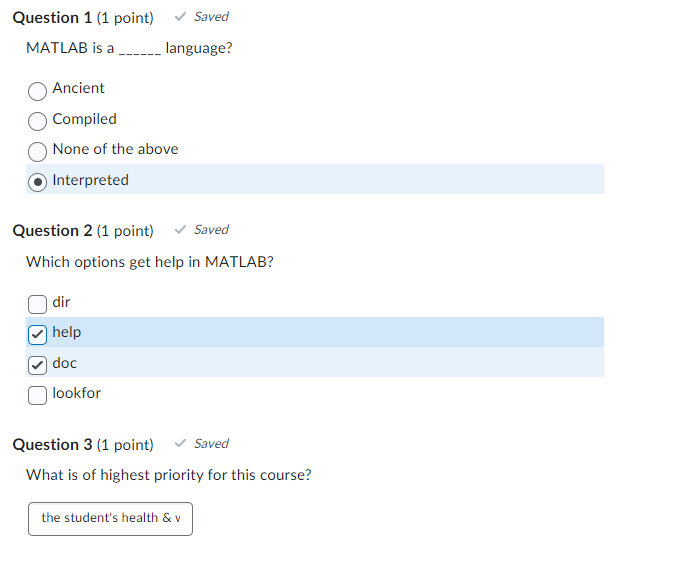 Question 1 (1 point) Saved
MATLAB is a ______ language?
Ancient
Compiled
None of the above
Interpreted
Question 2 (1 point) Saved
Which options get help in MATLAB?
dir
help
doc
lookfor
Question 3 (1 point) Saved
What is of highest priority for this course?
the student's health &